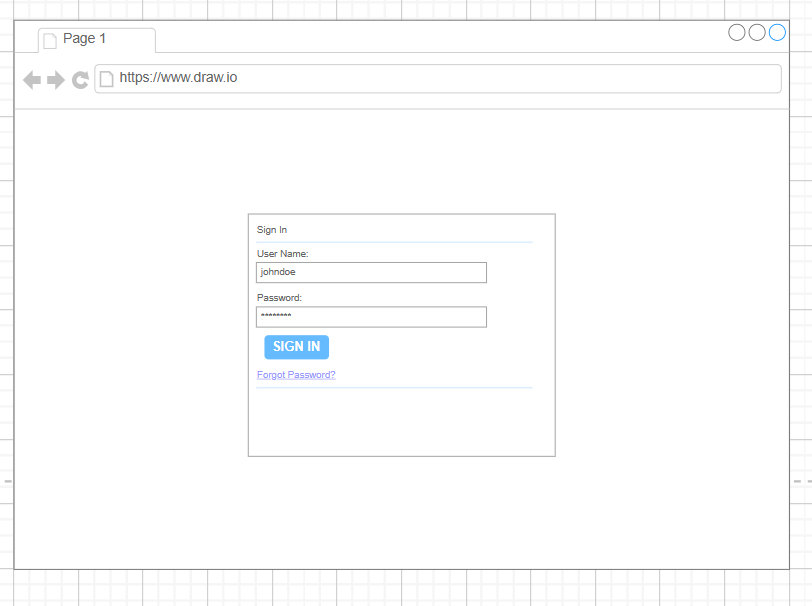 Page 1
https://www.draw.io
Sign In
User Name:
johndoe
Password:
********
SIGN IN
Forgot Password?